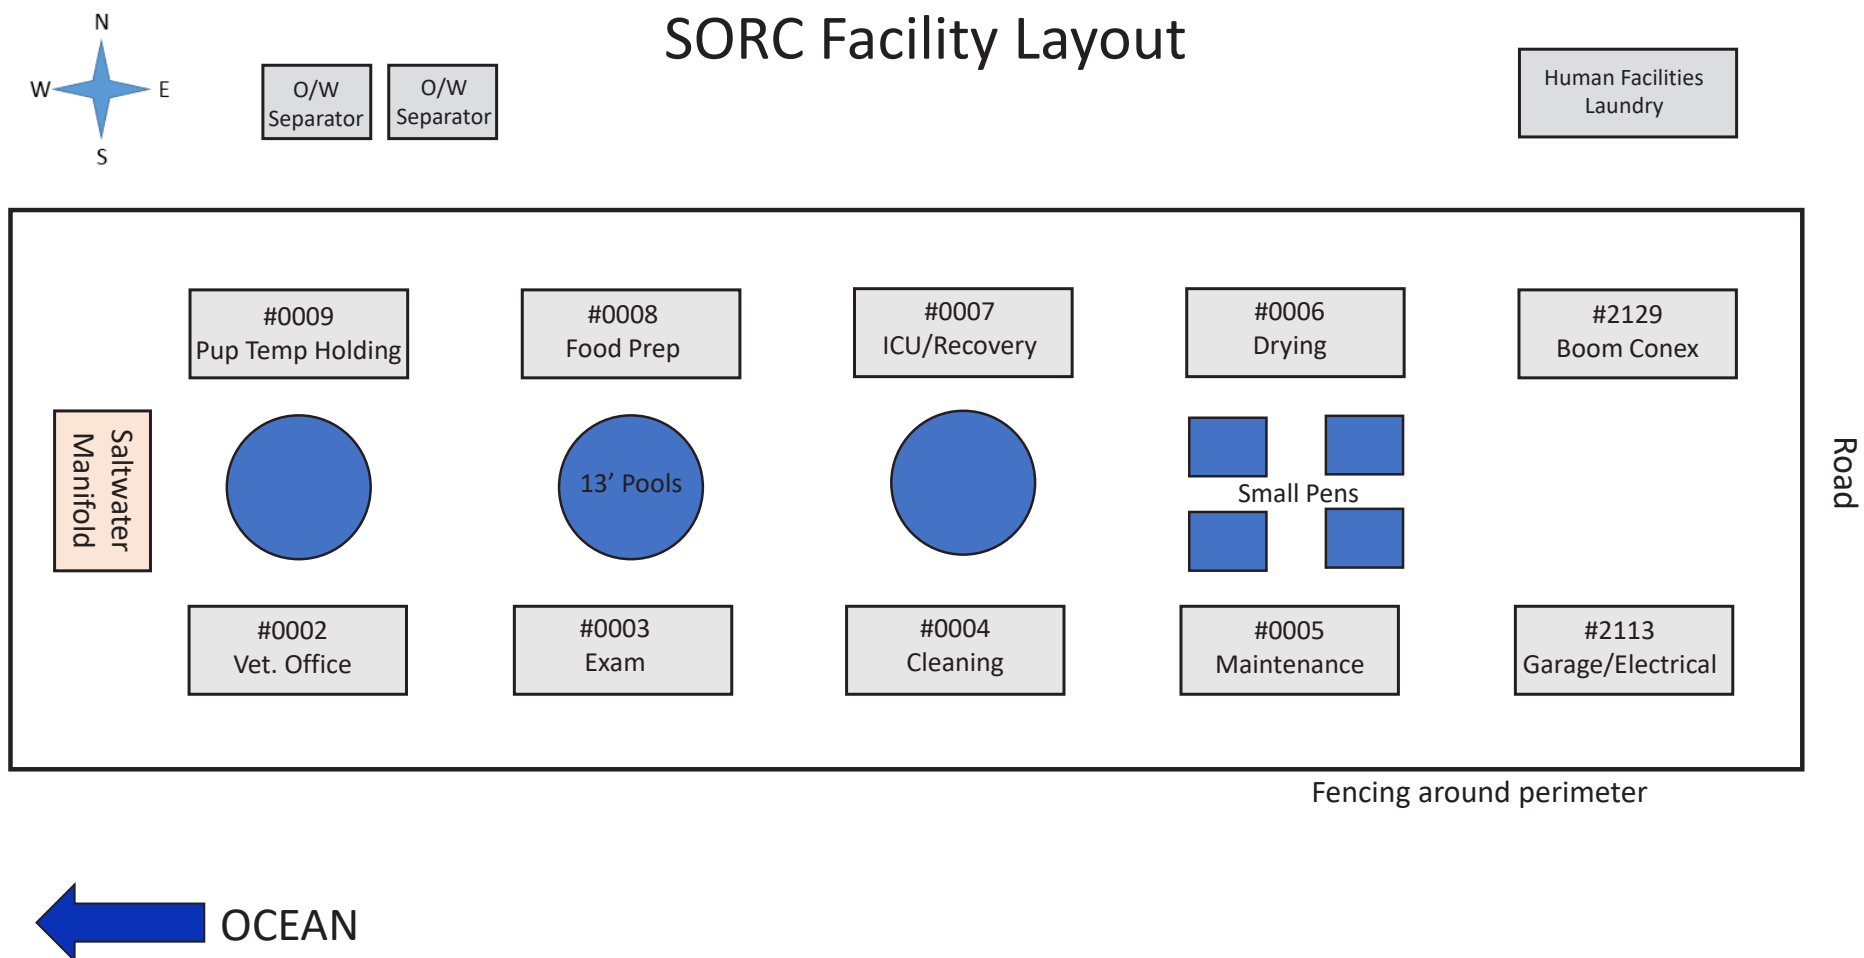 SORC Facility Layout
N
W
E
S
O/W
Separator
O/W
Separator
Human Facilities
Laundry
#0009
Pup Temp Holding
#0008
Food Prep
#0007
ICU/Recovery
#0006
Drying
#2129
Boom Conex
Saltwater
Manifold
13’ Pools
Small Pens
Road
#0002
Vet. Office
#0003
Exam
#0004
Cleaning
#0005
Maintenance
#2113
Garage/Electrical
Fencing around perimeter
OCEAN